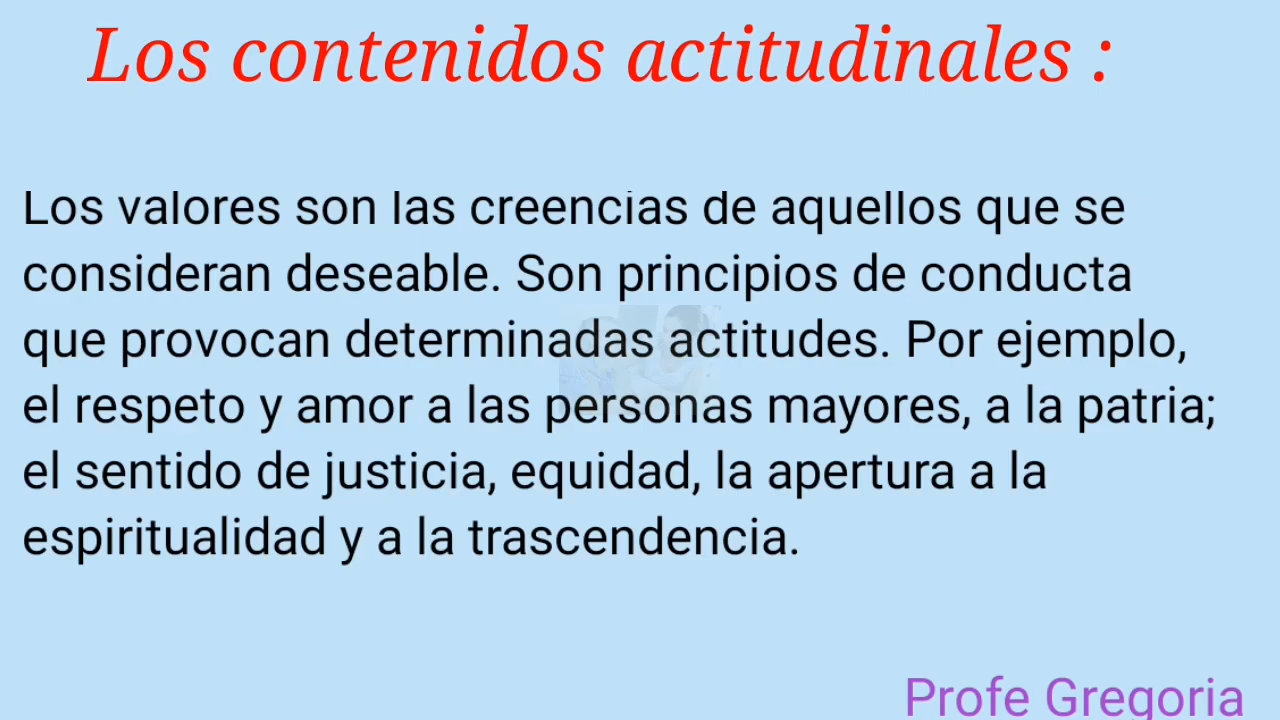 Los contenidos actitudinales :
Los valores son las creencias de aquellos que se
consideran deseable. Son principios de conducta
que provocan determinadas actitudes. Por ejemplo,
el respeto y amor a las personas mayores, a la patria;
el sentido de justicia, equidad, la apertura a la
espiritualidad y a la trascendencia.
Profe Gregoria